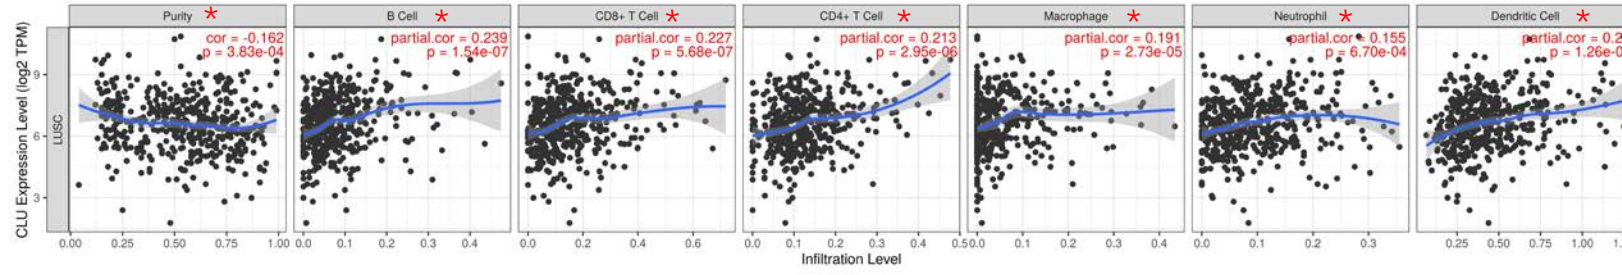 Purity *
B Cell *
CD8+ T Cell *
CD4+ T Cell *
Macrophage *
Neutrophil *
Dendritic Cell *
cor = -0.162
p = 3.83e-04
partial.cor = 0.239
p = 1.54e-07
partial.cor = 0.227
p = 5.68e-07
partial.cor = 0.213
p = 2.95e-06
partial.cor = 0.191
p = 2.73e-05
partial.cor = 0.155
p = 6.70e-04
partial.cor = 0.2
p = 1.26e-0
CLU Expression Level (log2 TPM)
LUSC
9
6
3
0.00 0.25 0.50 0.75 1.00
0.0 0.1 0.2 0.3 0.4
0.0 0.2 0.4 0.6
0.0 0.1 0.2 0.3 0.4 0.5
0.0 0.1 0.2 0.3 0.4
0.0 0.1 0.2 0.3
0.25 0.50 0.75 1.00 1.
Infiltration Level